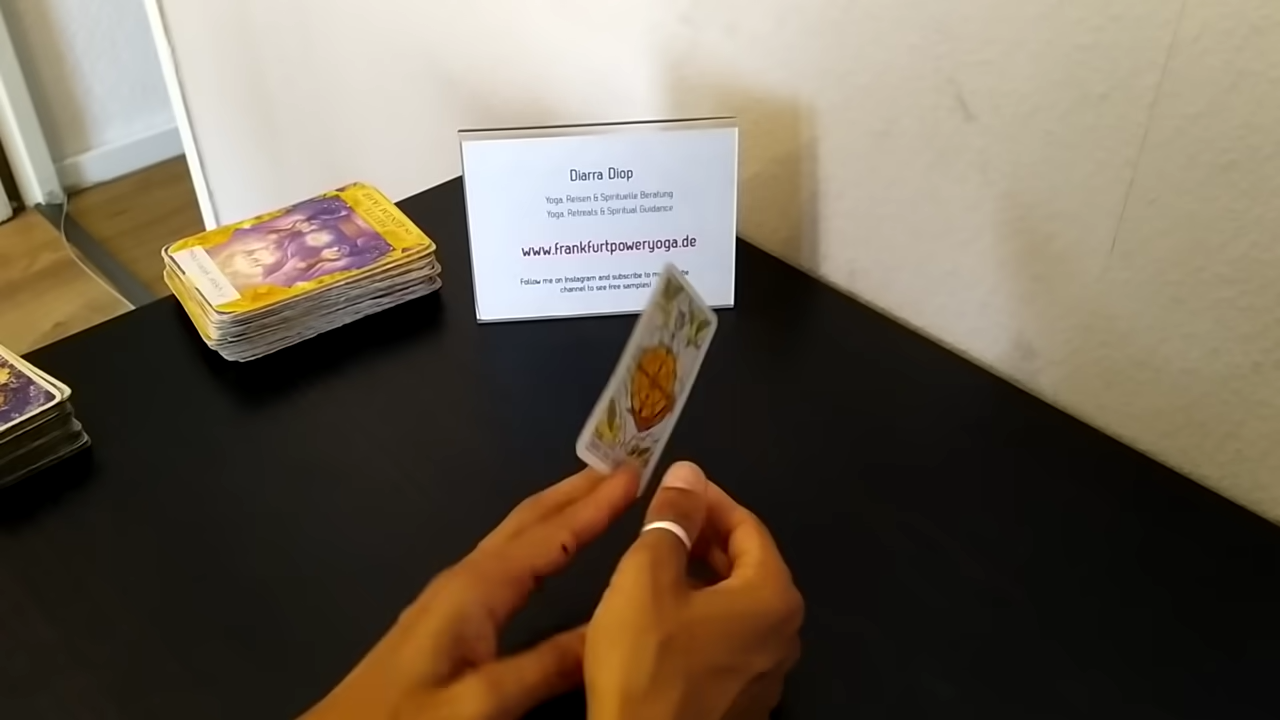 Diarra Diop
Yoga, Reisen & Spirituelle Beratung
Yoga, Retreats & Spiritual Guidance
www.frankfurtpoweryoga.de
Follow me on Instagram and subscribe to
channel to see free samples!